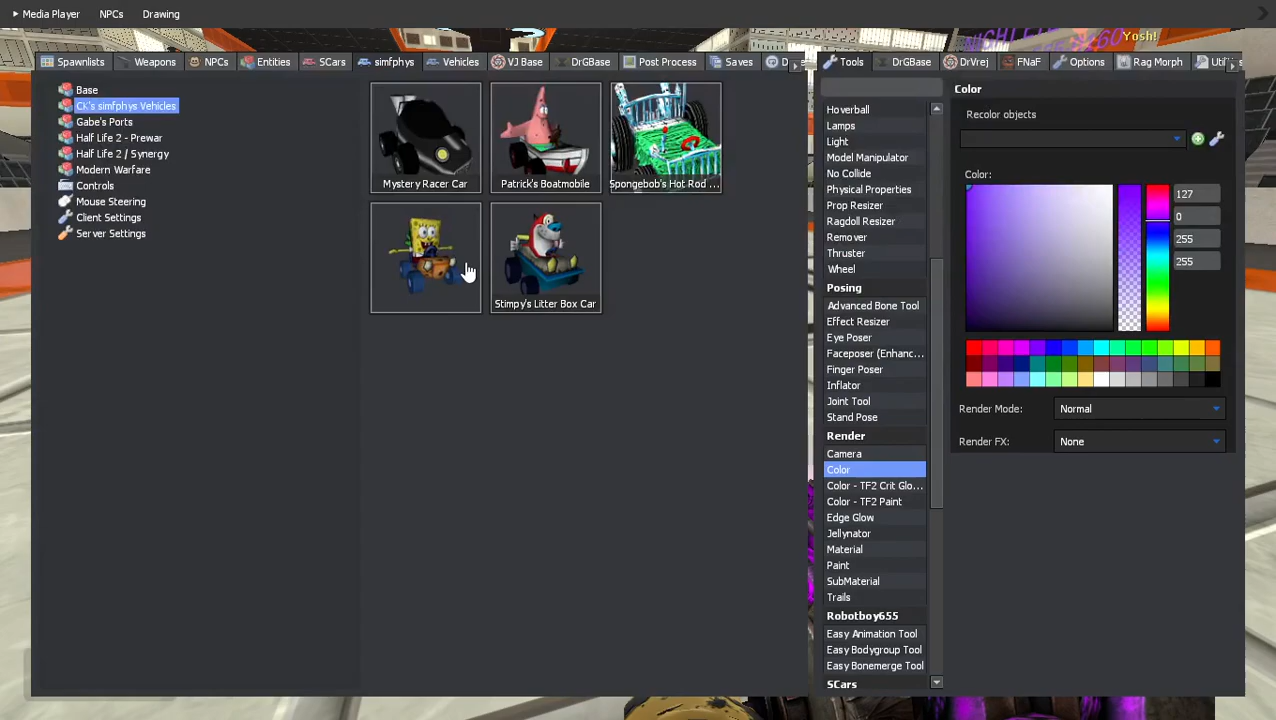 Media Player NPCs Drawing
NIGHT
Yosh!
Spawnlists Weapons NPCs Entities SCars simfphys Vehicles VJ Base DrGBase Post Process Saves
Tools DrGBase DrVrej FNaF Options Rag Morph
Base
CK's simfphys Vehicles
Gabe's Ports
Half Life 2 - Prewar
Half Life 2 / Synergy
Modern Warfare
Controls
Mouse Steering
Client Settings
Server Settings
Mystery Racer Car
Patrick's Boatmobile
Spongebob's Hot Rod ...
Stimpy's Litter Box Car
Hoverball
Lamps
Light
Model Manipulator
No Collide
Physical Properties
Prop Resizer
Ragdoll Resizer
Remover
Thruster
Wheel
Posing
Advanced Bone Tool
Effect Resizer
Eye Poser
Faceposer (Enhanc...
Finger Poser
Inflator
Joint Tool
Stand Pose
Render
Camera
Color
Color - TF2 Crit Glo...
Color - TF2 Paint
Edge Glow
Jellynator
Material
Paint
SubMaterial
Trails
Robotboy655
Easy Animation Tool
Easy Bodygroup Tool
Easy Bonemerge Tool
SCars
Color
Recolor objects
Color:
127
0
255
255
Render Mode: Normal
Render FX: None